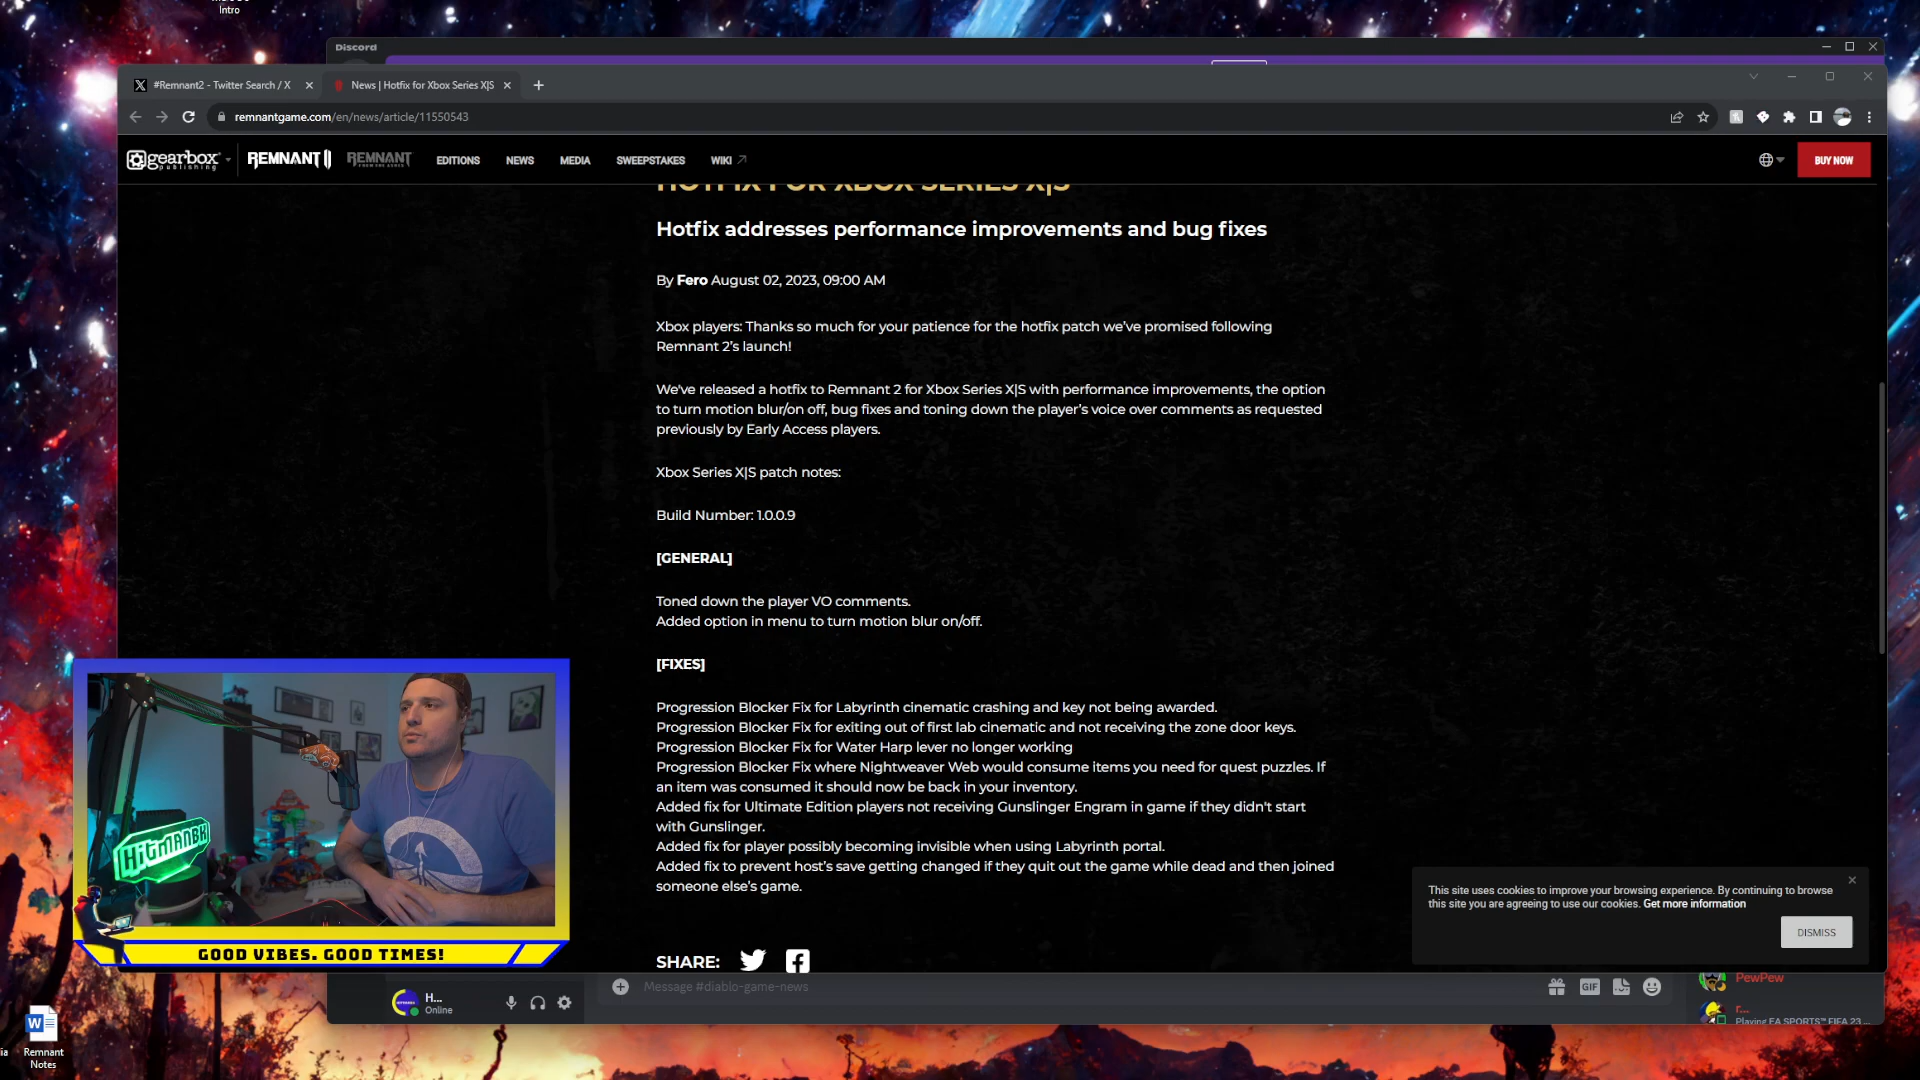 Intro
Discord
#Remnant2 - Twitter Search / X
News | Hotfix for Xbox Series X|S
remnantgame.com/en/news/article/11550543
gearbox publishing
REMNANT II
REMNANT
EDITIONS
NEWS
MEDIA
SWEEPSTAKES
WIKI
BUY NOW
HOTFIX FOR XBOX SERIES X|S
Hotfix addresses performance improvements and bug fixes
By Fero August 02, 2023, 09:00 AM
Xbox players: Thanks so much for your patience for the hotfix patch we've promised following
Remnant 2's launch!
We've released a hotfix to Remnant 2 for Xbox Series X|S with performance improvements, the option
to turn motion blur/on off, bug fixes and toning down the player's voice over comments as requested
previously by Early Access players.
Xbox Series X|S patch notes:
Build Number: 1.0.0.9
[GENERAL]
Toned down the player VO comments.
Added option in menu to turn motion blur on/off.
[FIXES]
Progression Blocker Fix for Labyrinth cinematic crashing and key not being awarded.
Progression Blocker Fix for exiting out of first lab cinematic and not receiving the zone door keys.
Progression Blocker Fix for Water Harp lever no longer working
Progression Blocker Fix where Nightweaver Web would consume items you need for quest puzzles. If
an item was consumed it should now be back in your inventory.
Added fix for Ultimate Edition players not receiving Gunslinger Engram in game if they didn't start
with Gunslinger.
Added fix for player possibly becoming invisible when using Labyrinth portal.
Added fix to prevent host's save getting changed if they quit out the game while dead and then joined
someone else's game.
SHARE:
This site uses cookies to improve your browsing experience. By continuing to browse
this site you are agreeing to use our cookies. Get more information
DISMISS
HiTMANBK
GOOD VIBES. GOOD TIMES!
H...
Online
Message #diablo-game-news
GIF
PewPew
r...
Playing EA SPORTS™ FIFA 23 ...
W
ia
Remnant
Notes